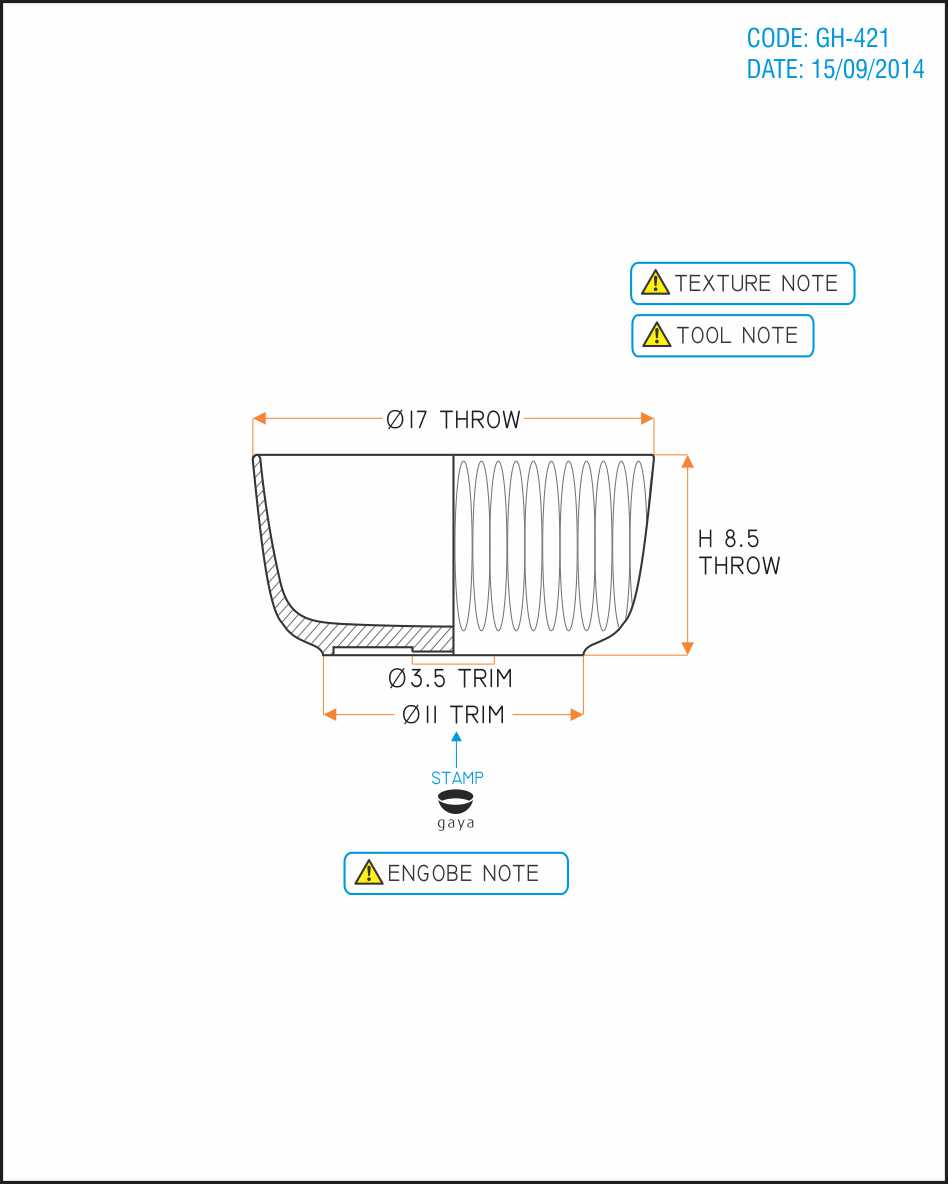 CODE: GH-421
DATE: 15/09/2014
TEXTURE NOTE
TOOL NOTE
Ø17 THROW
H 8.5
THROW
Ø3.5 TRIM
Ø11 TRIM
STAMP
gaya
ENGOBE NOTE